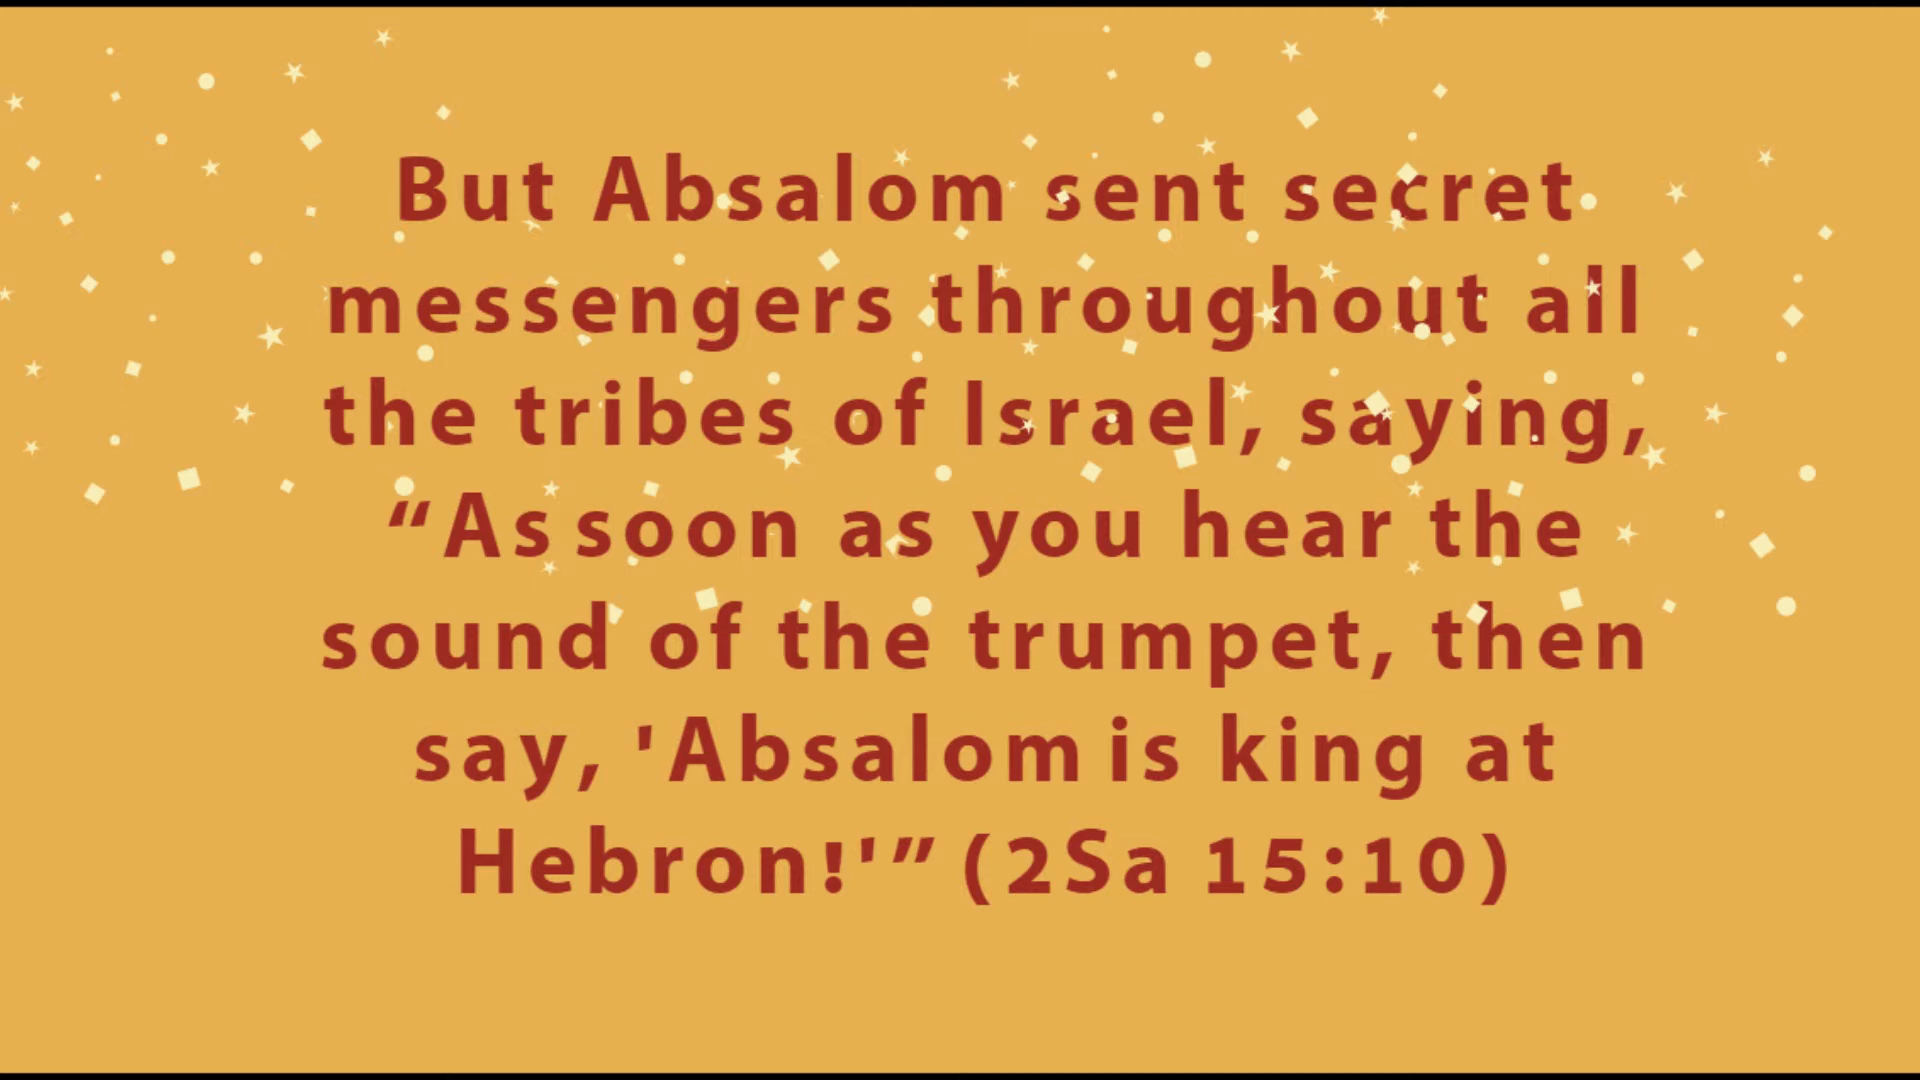 But Absalom sent secret
messengers throughout all
the tribes of Israel, saying,
“As soon as you hear the
sound of the trumpet, then
say, 'Absalom is king at
Hebron!'” (2Sa 15:10)